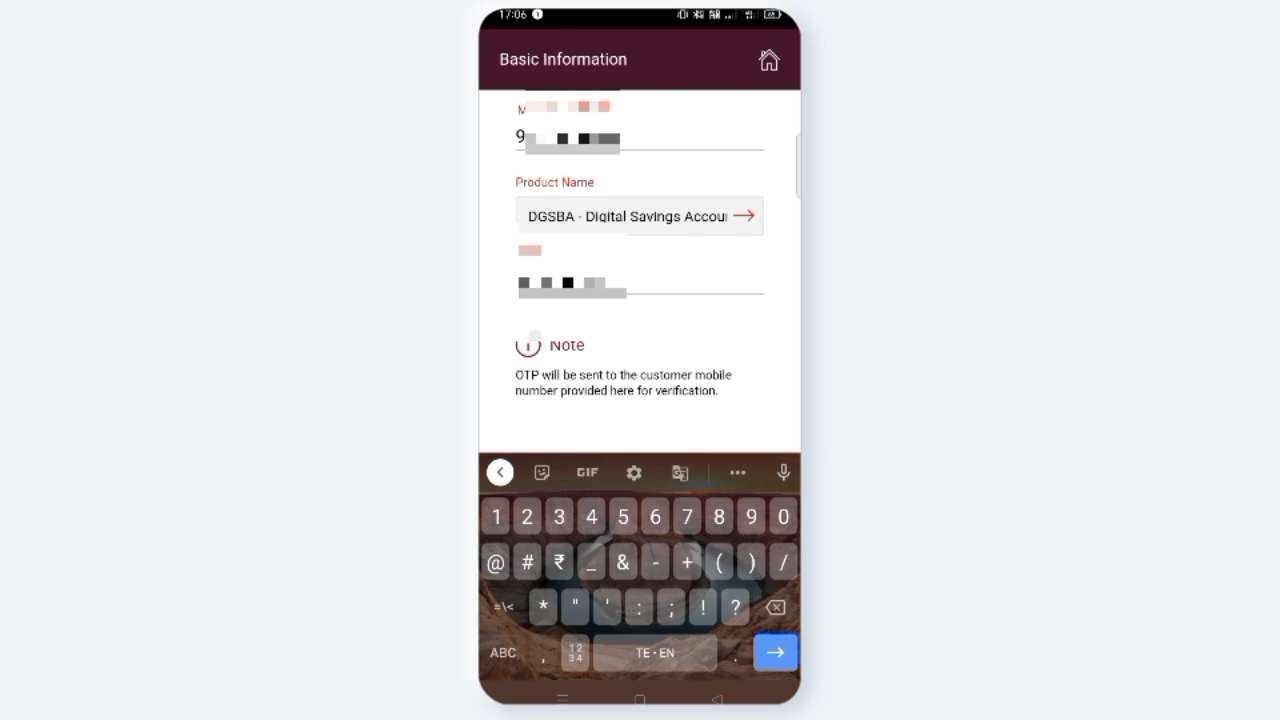 17:06
Basic Information
9
Product Name
DGSBA - Digital Savings Accou
Note
OTP will be sent to the customer mobile
number provided here for verification.
GIF
1 2 3 4 5 6 7 8 9 0
@ # ₹ _ & - + ( ) /
=\< * " ' : ; ! ?
ABC , 12 34 TE • EN .